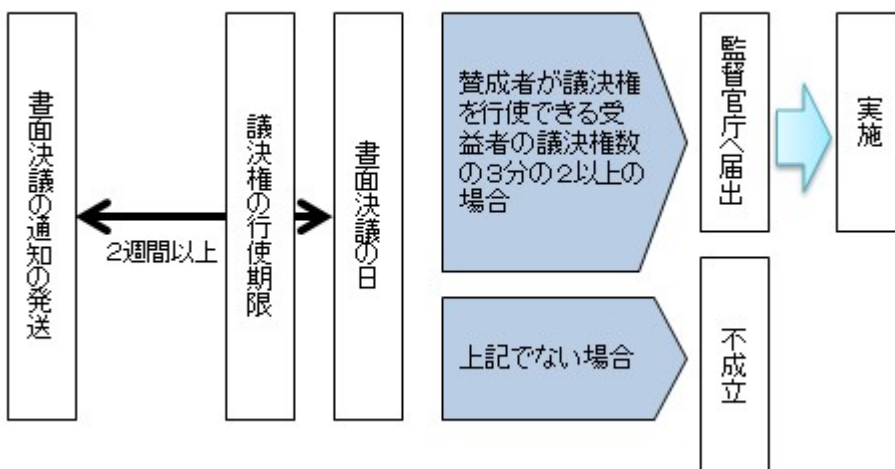 書面決議の通知の発送
2週間以上
議決権の行使期限
書面決議の日
賛成者が議決権
を行使できる受
益者の議決権数
の3分の2以上の
場合
監督官庁へ届出
実施
上記でない場合
不成立